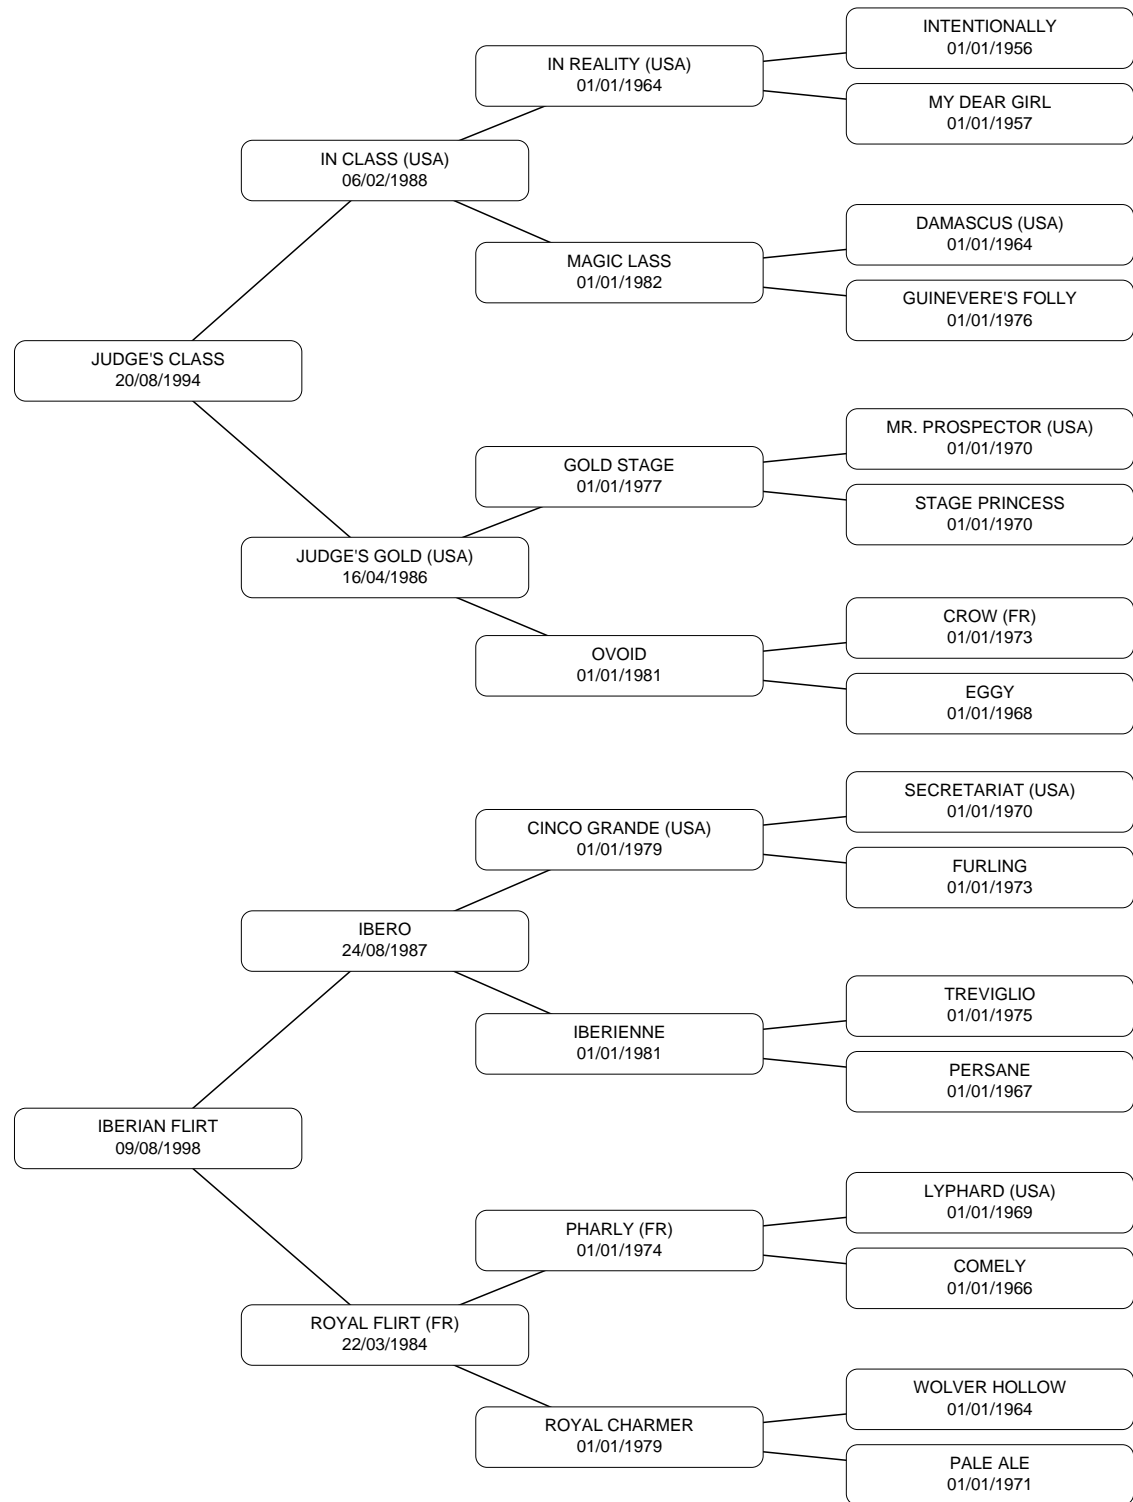 INTENTIONALLY
01/01/1956
IN REALITY (USA)
01/01/1964
MY DEAR GIRL
01/01/1957
IN CLASS (USA)
06/02/1988
DAMASCUS (USA)
01/01/1964
MAGIC LASS
01/01/1982
GUINEVERE'S FOLLY
01/01/1976
JUDGE'S CLASS
20/08/1994
MR. PROSPECTOR (USA)
01/01/1970
GOLD STAGE
01/01/1977
STAGE PRINCESS
01/01/1970
JUDGE'S GOLD (USA)
16/04/1986
CROW (FR)
01/01/1973
OVOID
01/01/1981
EGGY
01/01/1968
SECRETARIAT (USA)
01/01/1970
CINCO GRANDE (USA)
01/01/1979
FURLING
01/01/1973
IBERO
24/08/1987
TREVIGLIO
01/01/1975
IBERIENNE
01/01/1981
PERSANE
01/01/1967
IBERIAN FLIRT
09/08/1998
LYPHARD (USA)
01/01/1969
PHARLY (FR)
01/01/1974
COMELY
01/01/1966
ROYAL FLIRT (FR)
22/03/1984
WOLVER HOLLOW
01/01/1964
ROYAL CHARMER
01/01/1979
PALE ALE
01/01/1971